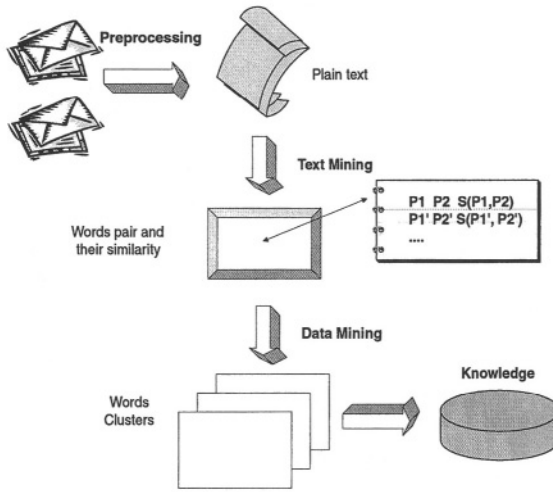 Preprocessing
Plain text
Text Mining
P1 P2 S(P1,P2)
P1' P2' S(P1', P2')
....
Words pair and
their similarity
Data Mining
Knowledge
Words
Clusters